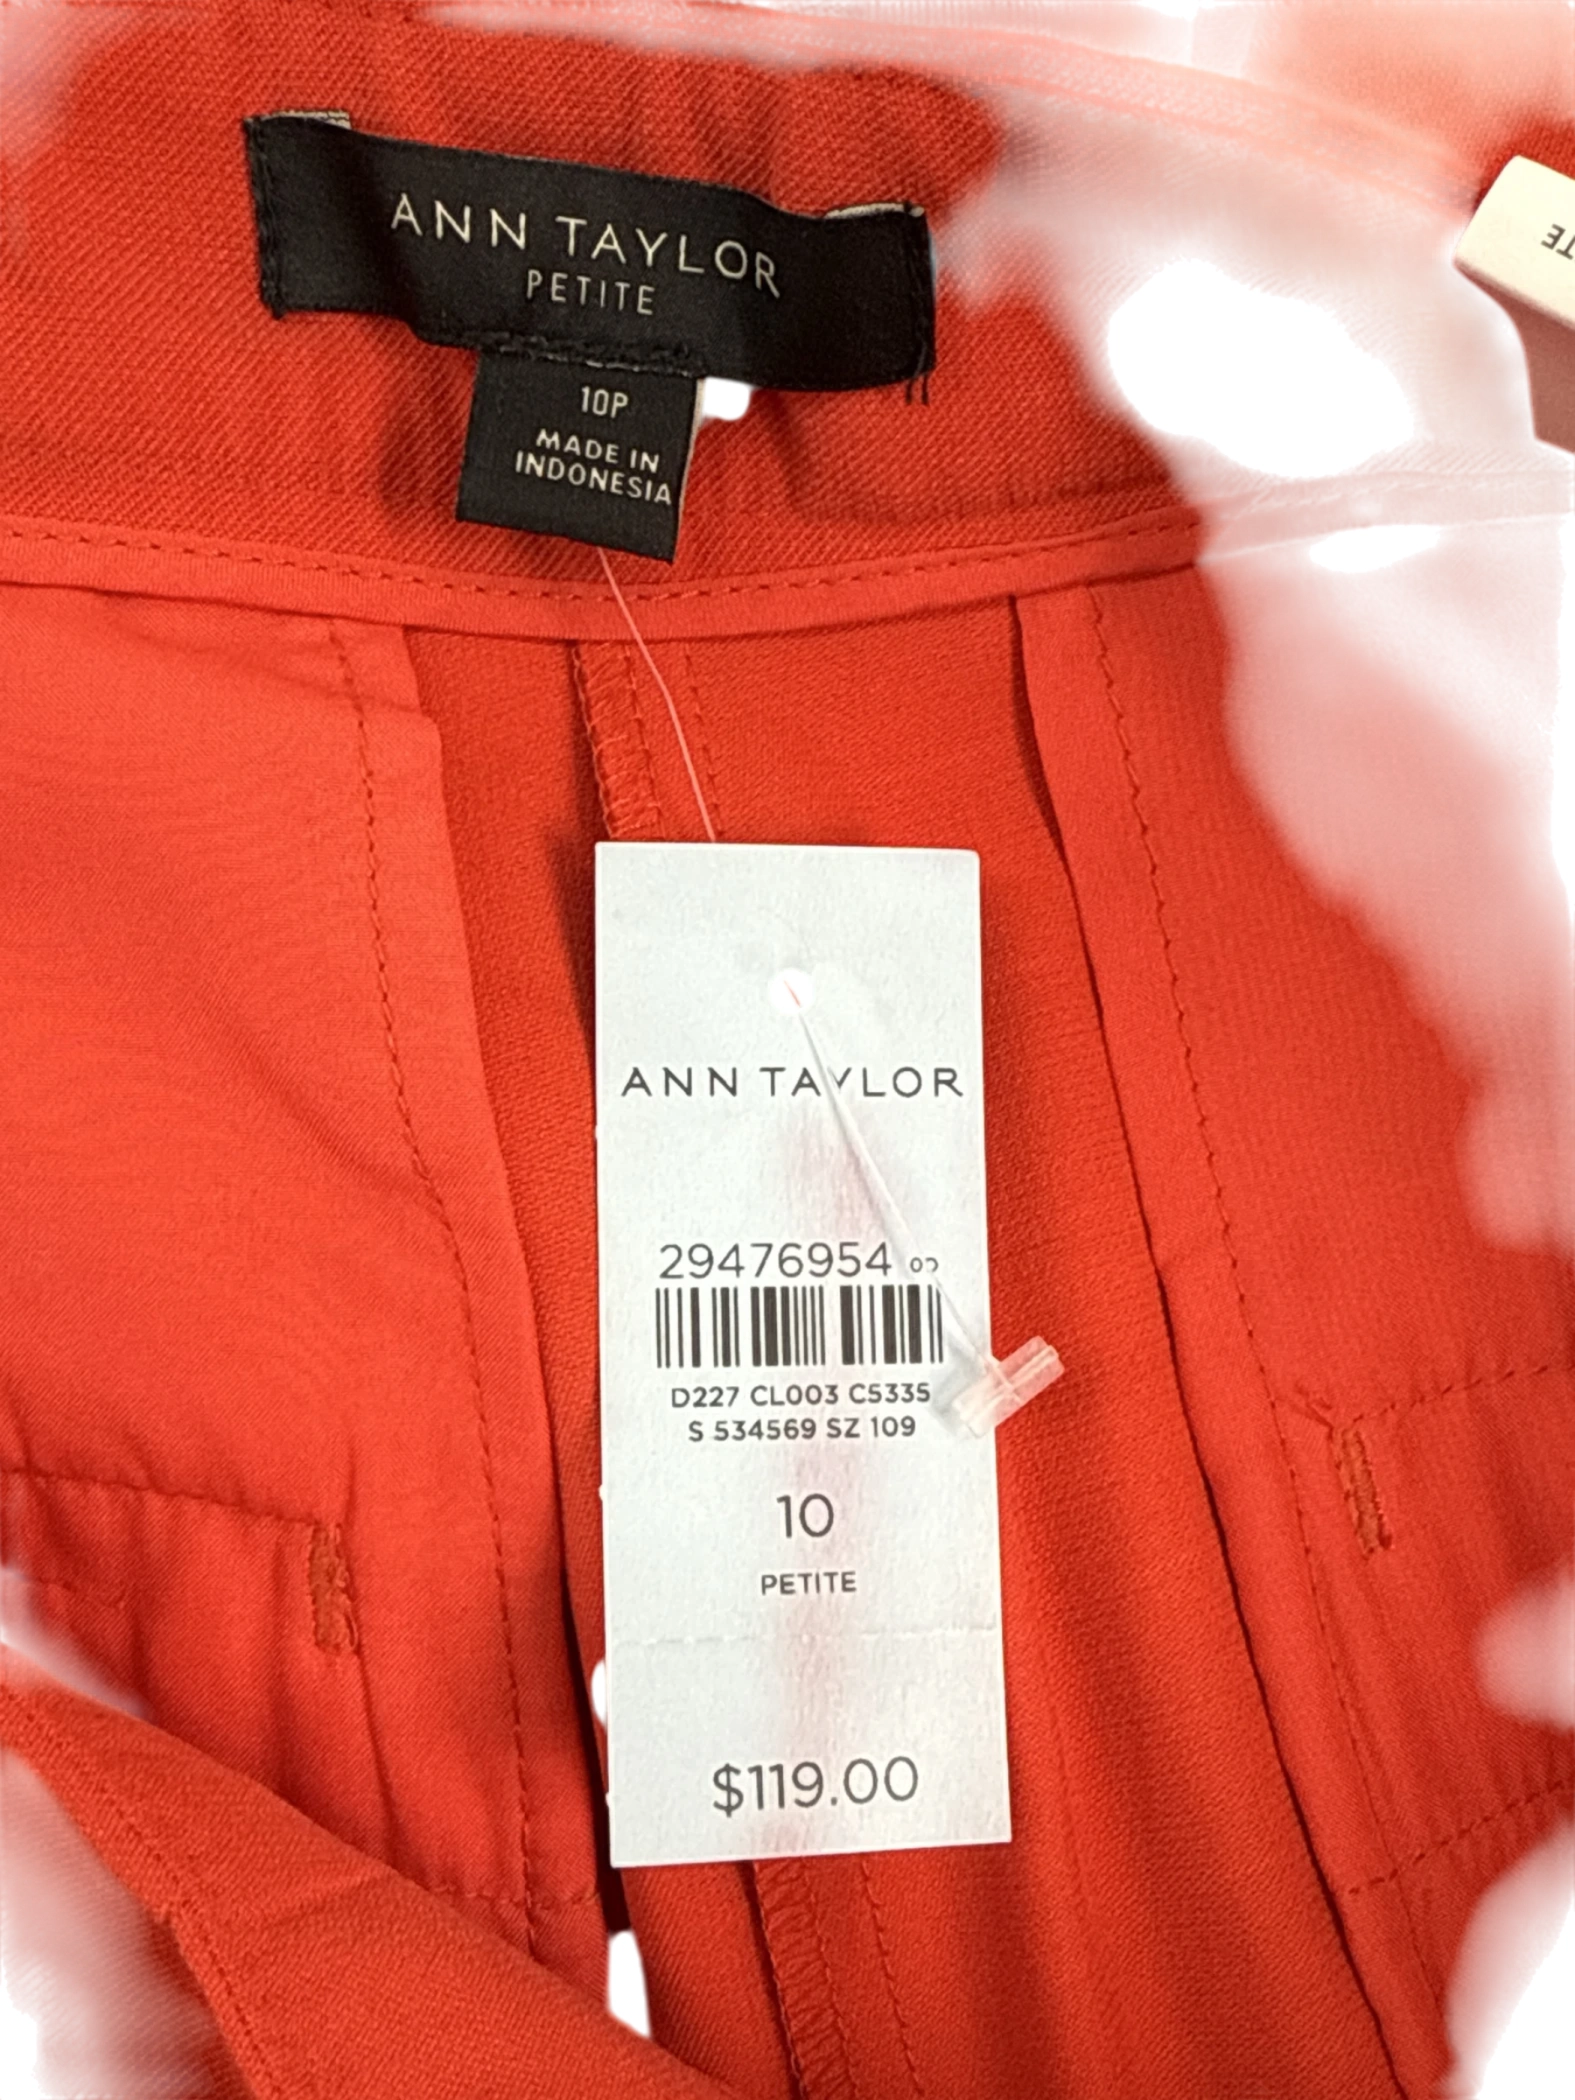 ANN TAYLOR
PETITE
10P
MADE IN
INDONESIA
ANN TAYLOR
29476954
D227 CL003 C5335
S 534569 SZ 109
10
PETITE
$119.00